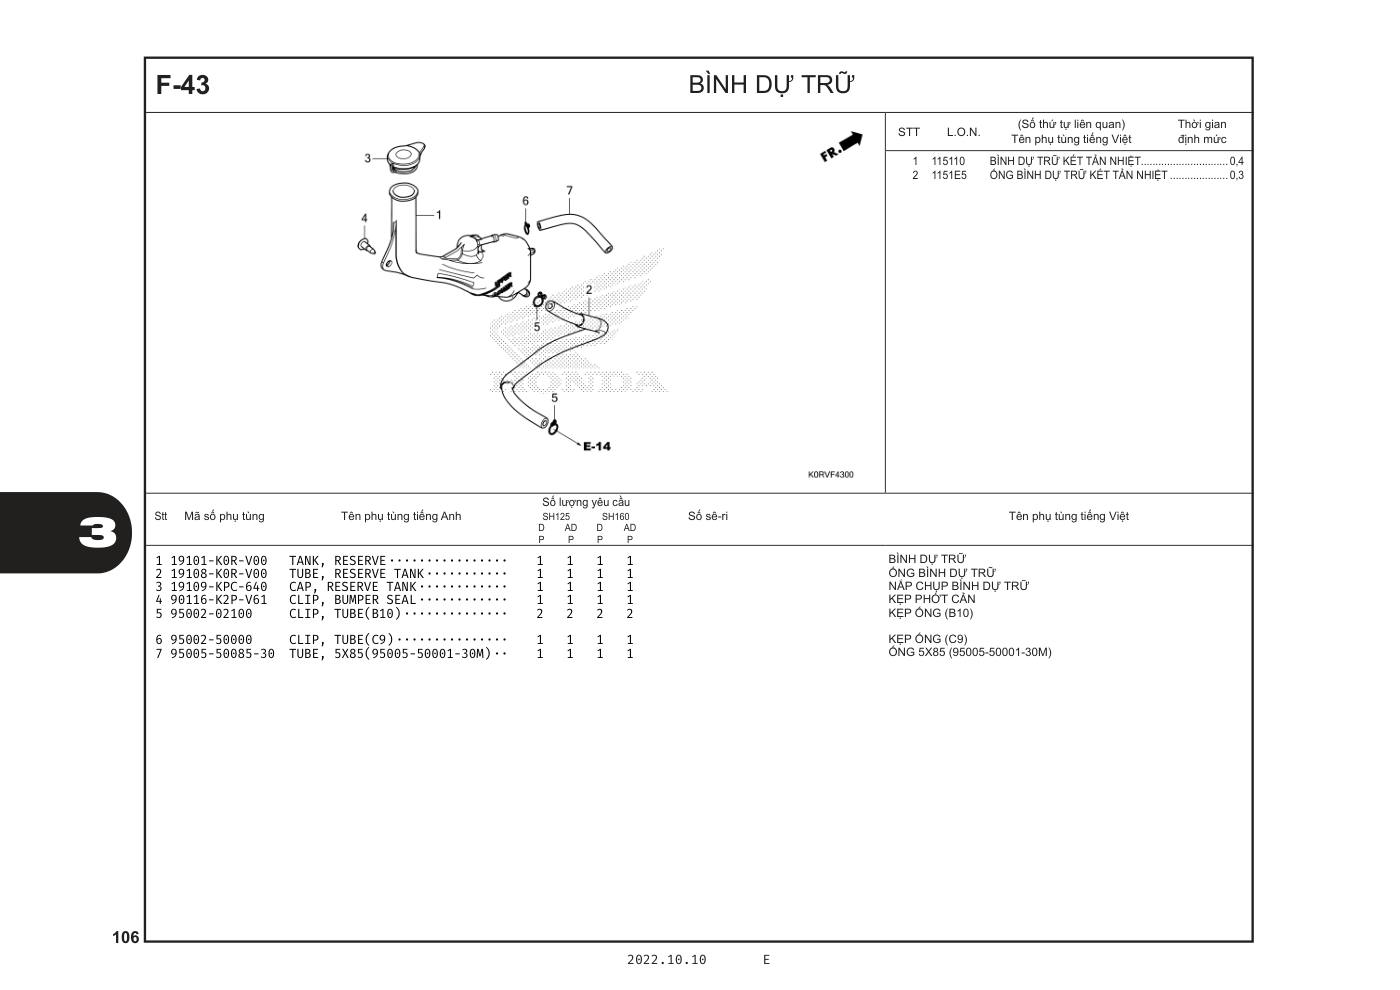 F-43 BÌNH DỰ TRỮ
3
1
4
6
7
2
5
5
E-14
FR.
HONDA
K0RVF4300
STT L.O.N. (Số thứ tự liên quan) Tên phụ tùng tiếng Việt Thời gian định mức
1 115110 BÌNH DỰ TRỮ KÉT TẢN NHIỆT.............................. 0,4
2 1151E5 ỐNG BÌNH DỰ TRỮ KÉT TẢN NHIỆT .................... 0,3
3
Số lượng yêu cầu
Stt Mã số phụ tùng Tên phụ tùng tiếng Anh SH125 SH160 Số sê-ri Tên phụ tùng tiếng Việt
D AD D AD
P P P P
1 19101-K0R-V00 TANK, RESERVE················ 1 1 1 1 BÌNH DỰ TRỮ
2 19108-K0R-V00 TUBE, RESERVE TANK··········· 1 1 1 1 ỐNG BÌNH DỰ TRỮ
3 19109-KPC-640 CAP, RESERVE TANK············ 1 1 1 1 NẮP CHỤP BÌNH DỰ TRỮ
4 90116-K2P-V61 CLIP, BUMPER SEAL············ 1 1 1 1 KẸP PHỚT CẢN
5 95002-02100 CLIP, TUBE(B10)·············· 2 2 2 2 KẸP ỐNG (B10)
6 95002-50000 CLIP, TUBE(C9)··············· 1 1 1 1 KẸP ỐNG (C9)
7 95005-50085-30 TUBE, 5X85(95005-50001-30M)·· 1 1 1 1 ỐNG 5X85 (95005-50001-30M)
106
2022.10.10 E